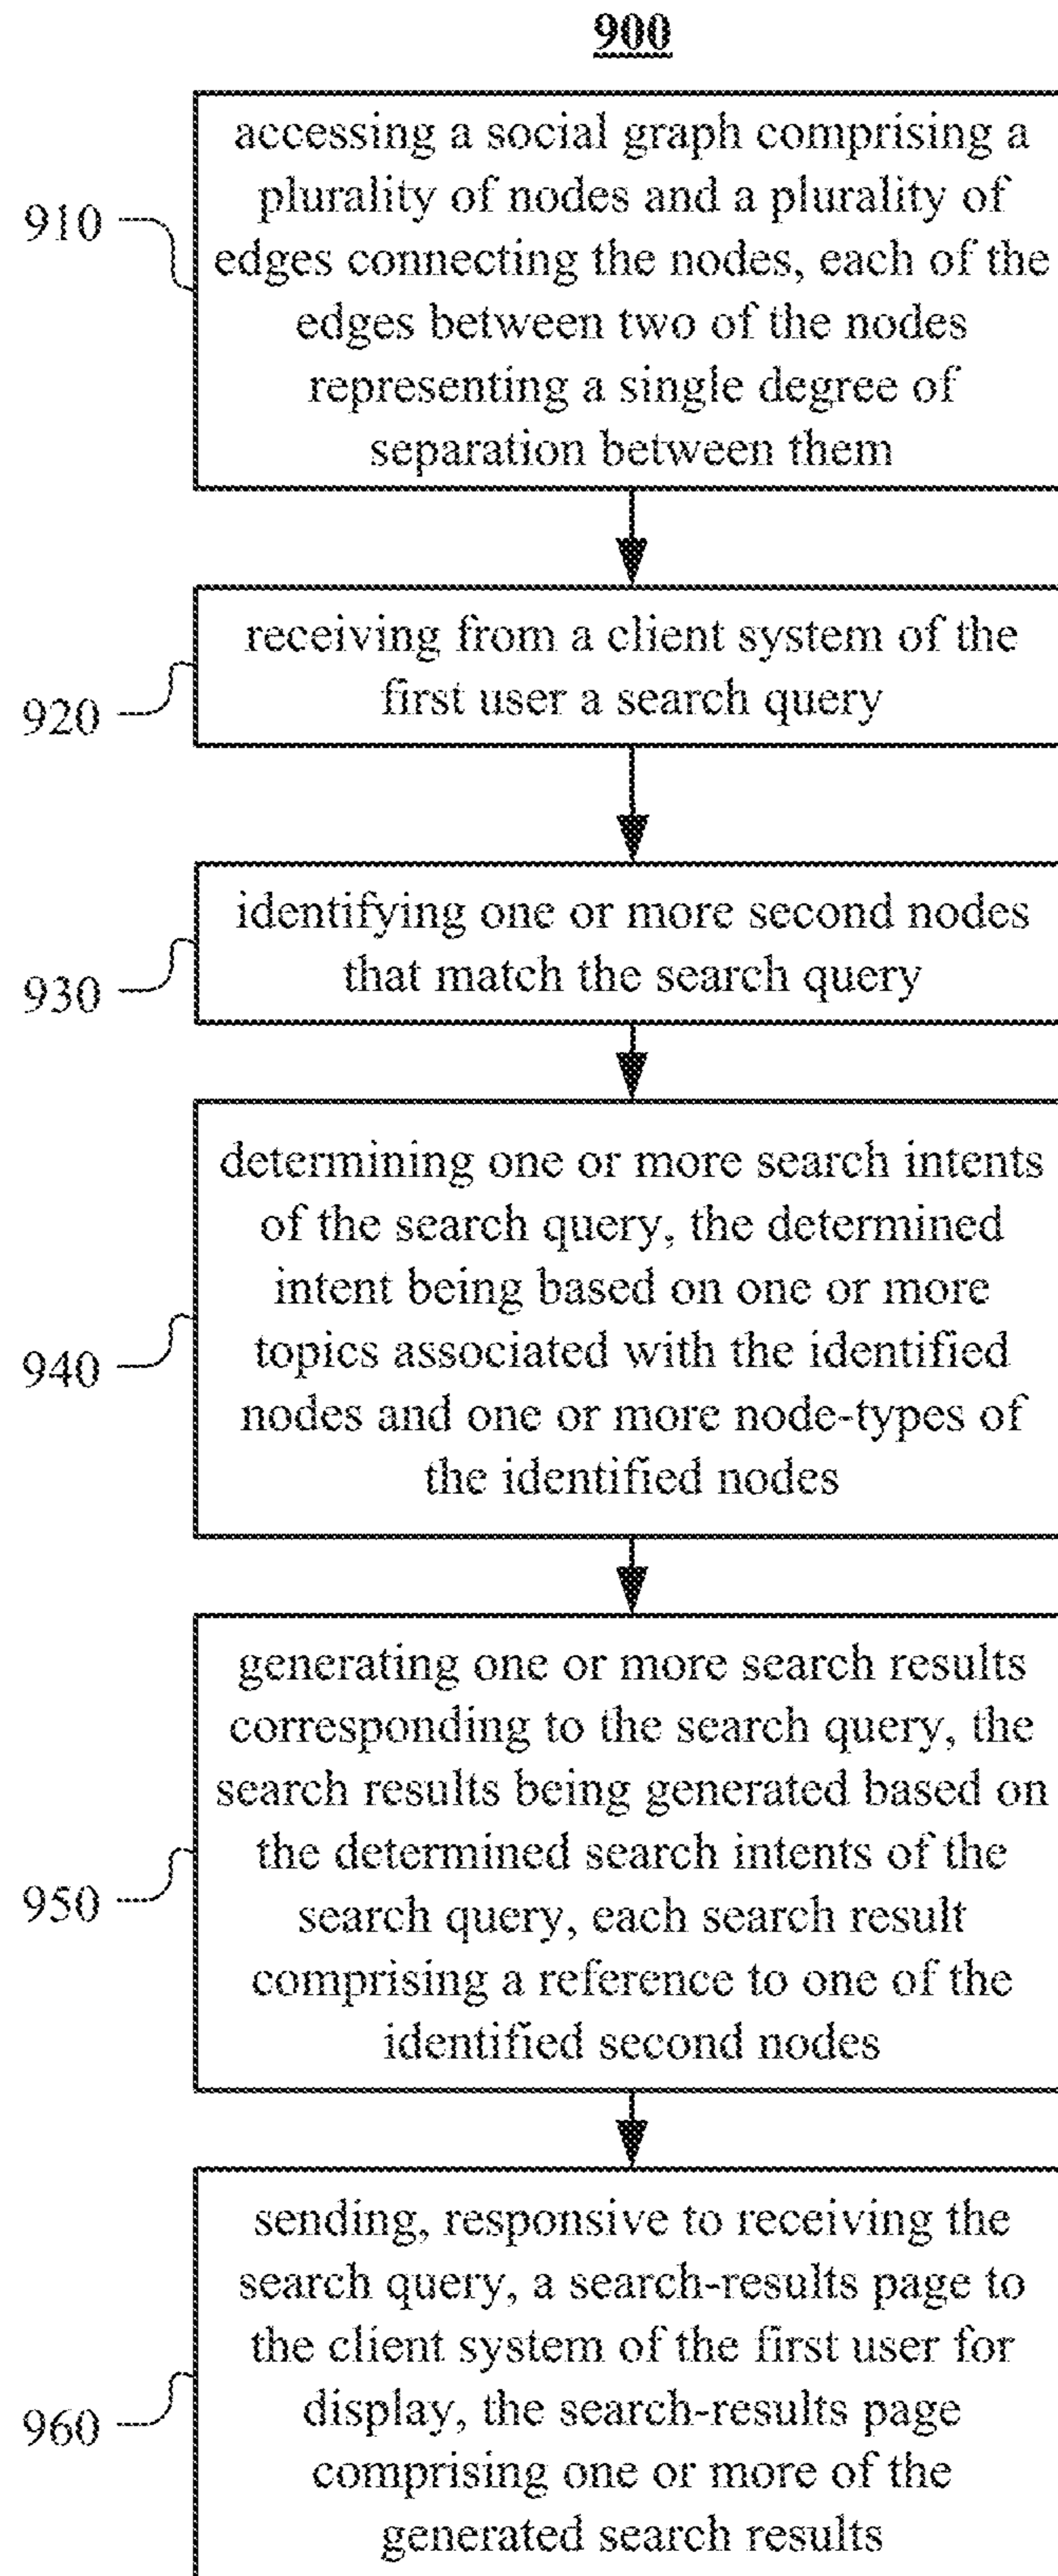 900
910
accessing a social graph comprising a
plurality of nodes and a plurality of
edges connecting the nodes, each of the
edges between two of the nodes
representing a single degree of
separation between them
920
receiving from a client system of the
first user a search query
930
identifying one or more second nodes
that match the search query
940
determining one or more search intents
of the search query, the determined
intent being based on one or more
topics associated with the identified
nodes and one or more node-types of
the identified nodes
950
generating one or more search results
corresponding to the search query, the
search results being generated based on
the determined search intents of the
search query, each search result
comprising a reference to one of the
identified second nodes
960
sending, responsive to receiving the
search query, a search-results page to
the client system of the first user for
display, the search-results page
comprising one or more of the
generated search results